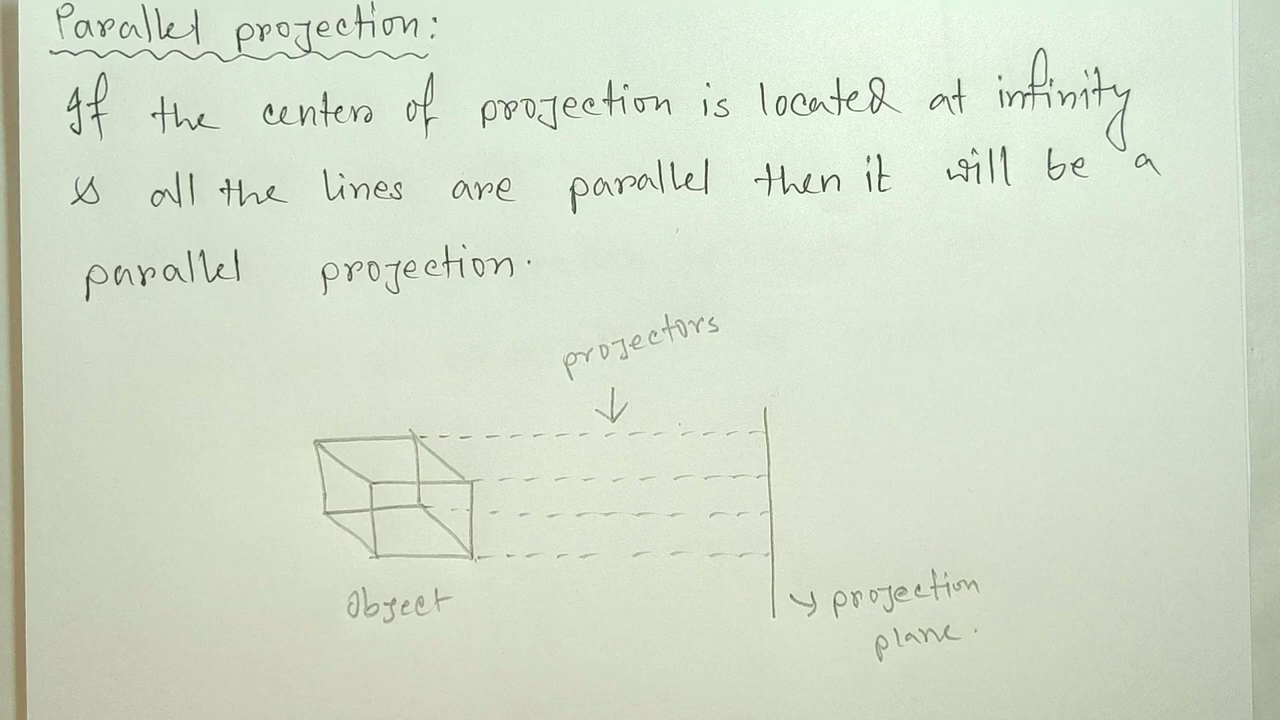 Parallel projection:
If the center of projection is located at infinity
& all the lines are parallel then it will be a
parallel projection.
projectors
Object
projection
plane.